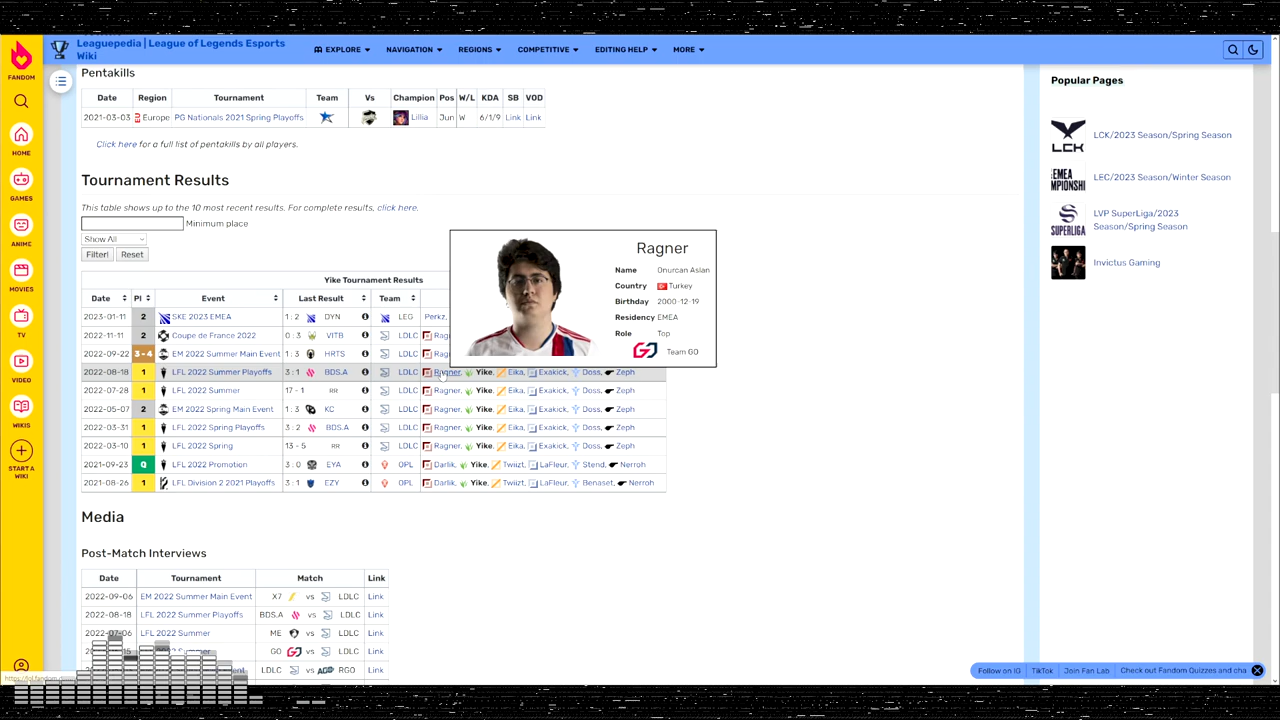 Leaguepedia | League of Legends Esports
Wiki
EXPLORE NAVIGATION REGIONS COMPETITIVE EDITING HELP MORE
FANDOM
HOME
GAMES
ANIME
MOVIES
TV
VIDEO
WIKIS
START A
WIKI
Pentakills
Date Region Tournament Team Vs Champion Pos W/L KDA SB VOD
2021-03-03 Europe PG Nationals 2021 Spring Playoffs Lillia Jun W 6/1/9 Link Link
Click here for a full list of pentakills by all players.
Tournament Results
This table shows up to the 10 most recent results. For complete results, click here.
Minimum place
Show All
Filter! Reset
Yike Tournament Results
Date Pl Event Last Result Team
2023-01-11 2 SKE 2023 EMEA 1 : 2 DYN LEG Perkz,
2022-11-11 2 Coupe de France 2022 0 : 3 VITB LDLC
2022-09-22 3 - 4 EM 2022 Summer Main Event 1 : 3 HRTS LDLC
2022-08-18 1 LFL 2022 Summer Playoffs 3 : 1 BDS.A LDLC Ragner, Yike, Eika, Exakick, Doss, Zeph
2022-07-28 1 LFL 2022 Summer 17 - 1 RR LDLC Ragner, Yike, Eika, Exakick, Doss, Zeph
2022-05-07 2 EM 2022 Spring Main Event 1 : 3 KC LDLC Ragner, Yike, Eika, Exakick, Doss, Zeph
2022-03-31 1 LFL 2022 Spring Playoffs 3 : 2 BDS.A LDLC Ragner, Yike, Eika, Exakick, Doss, Zeph
2022-03-10 1 LFL 2022 Spring 13 - 5 RR LDLC Ragner, Yike, Eika, Exakick, Doss, Zeph
2021-09-23 Q LFL 2022 Promotion 3 : 0 EYA OPL Darlik, Yike, Twiizt, LaFleur, Stend, Nerroh
2021-08-26 1 LFL Division 2 2021 Playoffs 3 : 1 EZY OPL Darlik, Yike, Twiizt, LaFleur, Benaset, Nerroh
Ragner
Name Onurcan Aslan
Country Turkey
Birthday 2000-12-19
Residency EMEA
Role Top
Team GO
Media
Post-Match Interviews
Date Tournament Match Link
2022-09-06 EM 2022 Summer Main Event X7 vs LDLC Link
2022-08-18 LFL 2022 Summer Playoffs BDS.A vs LDLC Link
2022-07-06 LFL 2022 Summer ME vs LDLC Link
GO vs LDLC Link
LDLC vs RGO Link
Popular Pages
LCK
LCK/2023 Season/Spring Season
LEC/2023 Season/Winter Season
SUPERLIGA
LVP SuperLiga/2023
Season/Spring Season
Invictus Gaming
Follow on IG TikTok Join Fan Lab Check out Fandom Quizzes and cha